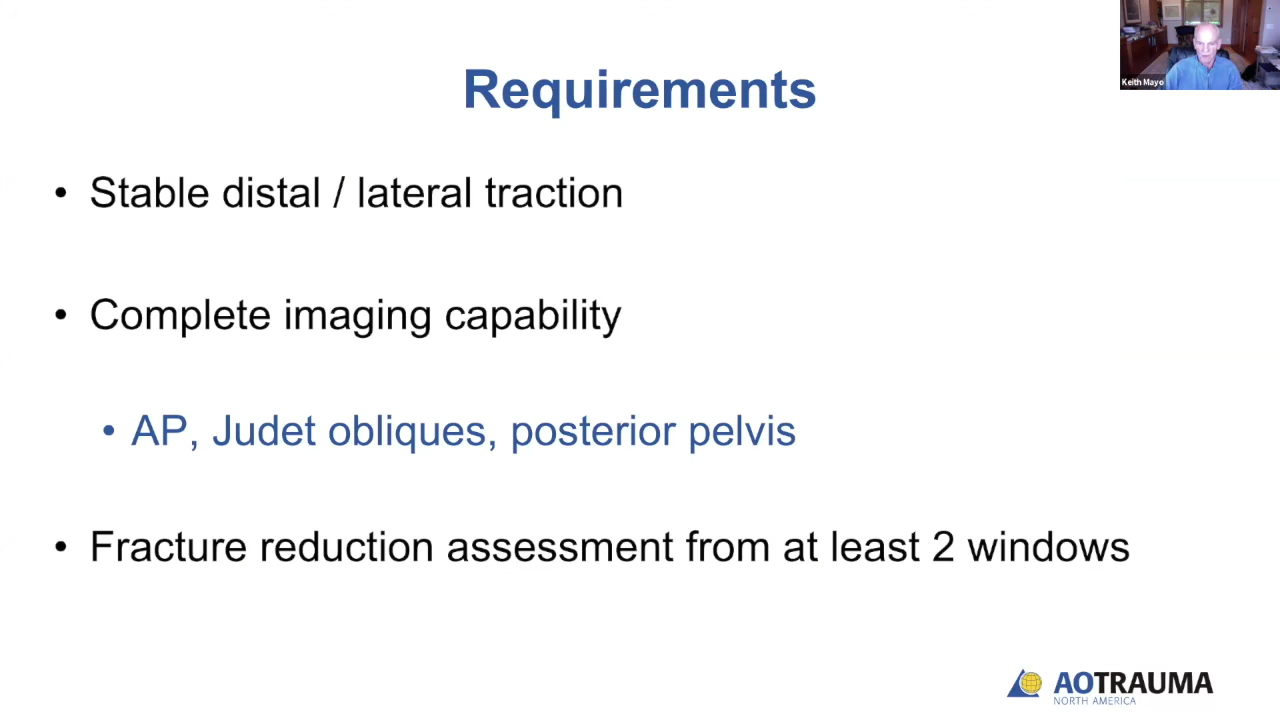 Requirements
Keith Mayo
• Stable distal / lateral traction
• Complete imaging capability
• AP, Judet obliques, posterior pelvis
• Fracture reduction assessment from at least 2 windows
AOTRAUMA
NORTH AMERICA